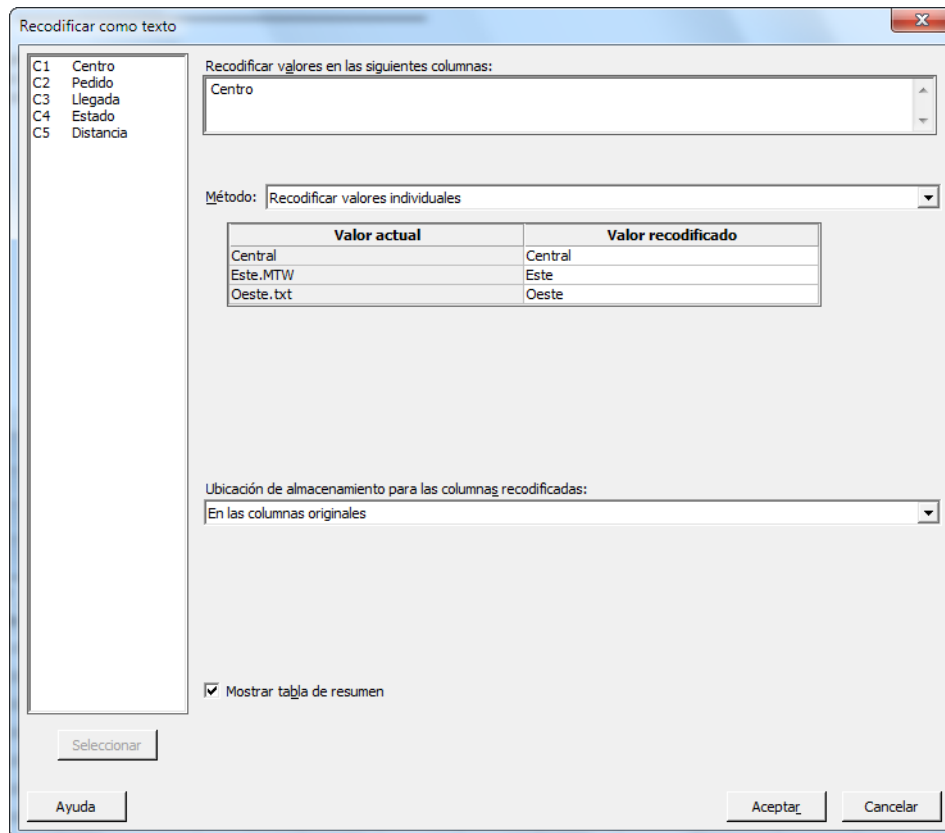 Recodificar como texto
C1 Centro
C2 Pedido
C3 Llegada
C4 Estado
C5 Distancia
Recodificar valores en las siguientes columnas:
Centro
Método: Recodificar valores individuales
Valor actual Valor recodificado
Central Central
Este.MTW Este
Oeste.txt Oeste
Ubicación de almacenamiento para las columnas recodificadas:
En las columnas originales
Mostrar tabla de resumen
Seleccionar
Ayuda Aceptar Cancelar